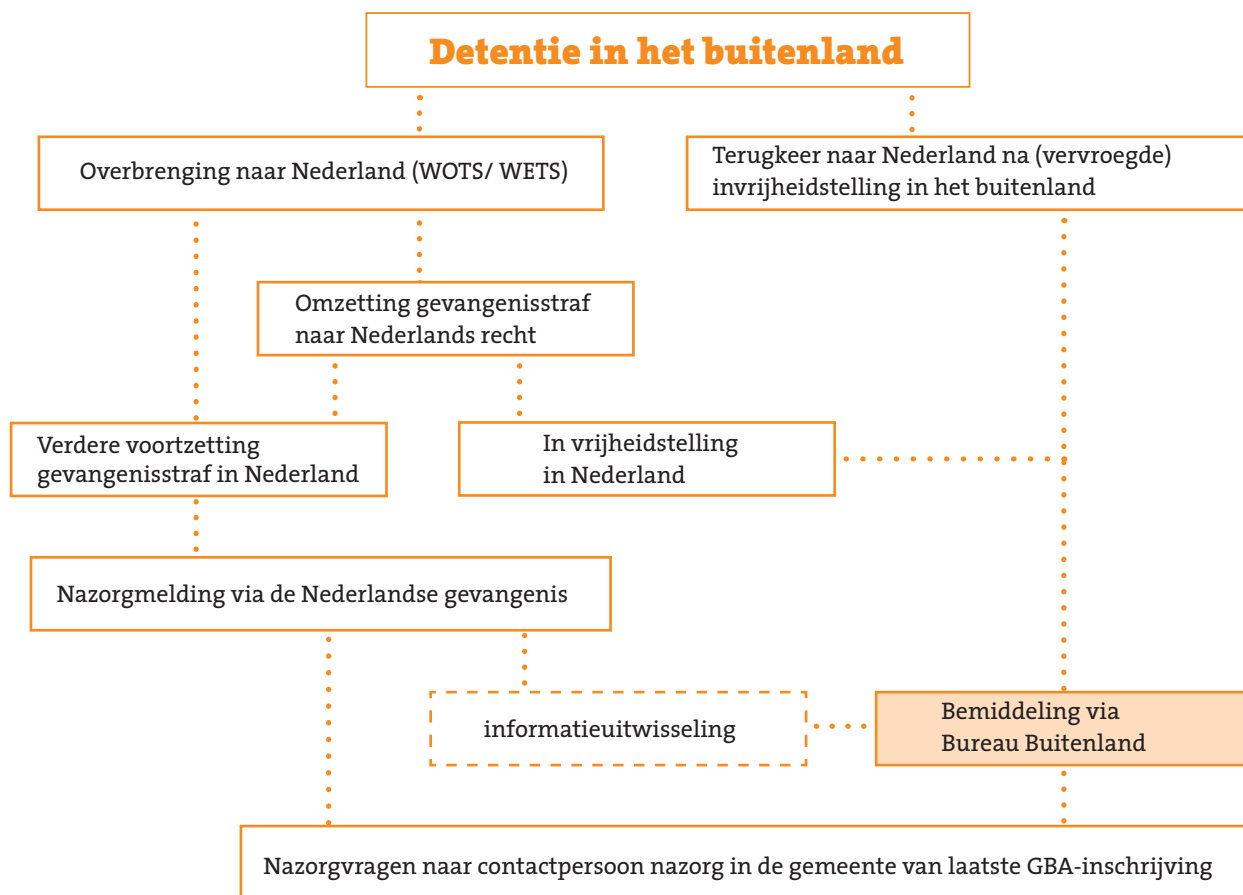 Detentie in het buitenland
Overbrenging naar Nederland (WOTS/ WETS)
Terugkeer naar Nederland na (vervroegde)
invrijheidstelling in het buitenland
Omzetting gevangenisstraf
naar Nederlands recht
Verdere voortzetting
gevangenisstraf in Nederland
In vrijheidstelling
in Nederland
Nazorgmelding via de Nederlandse gevangenis
informatieuitwisseling
Bemiddeling via
Bureau Buitenland
Nazorgvragen naar contactpersoon nazorg in de gemeente van laatste GBA-inschrijving